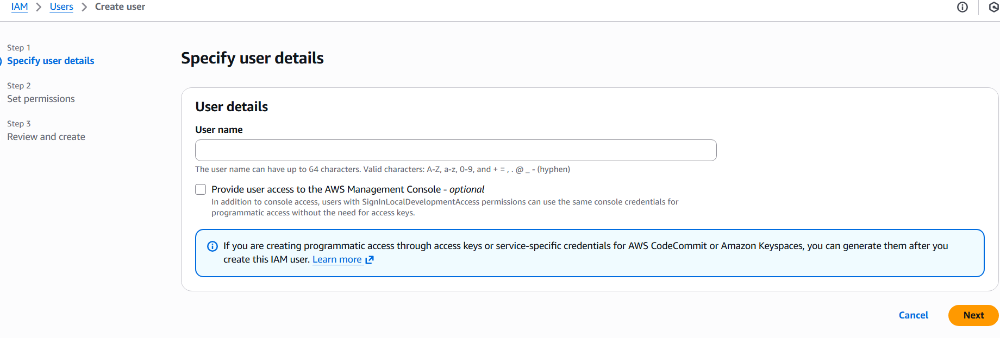 IAM > Users > Create user
Step 1
Specify user details
Step 2
Set permissions
Step 3
Review and create
Specify user details
User details
User name
The user name can have up to 64 characters. Valid characters: A-Z, a-z, 0-9, and + = , . @ _ - (hyphen)
Provide user access to the AWS Management Console - optional
In addition to console access, users with SignInLocalDevelopmentAccess permissions can use the same console credentials for
programmatic access without the need for access keys.
If you are creating programmatic access through access keys or service-specific credentials for AWS CodeCommit or Amazon Keyspaces, you can generate them after you
create this IAM user. Learn more
Cancel
Next